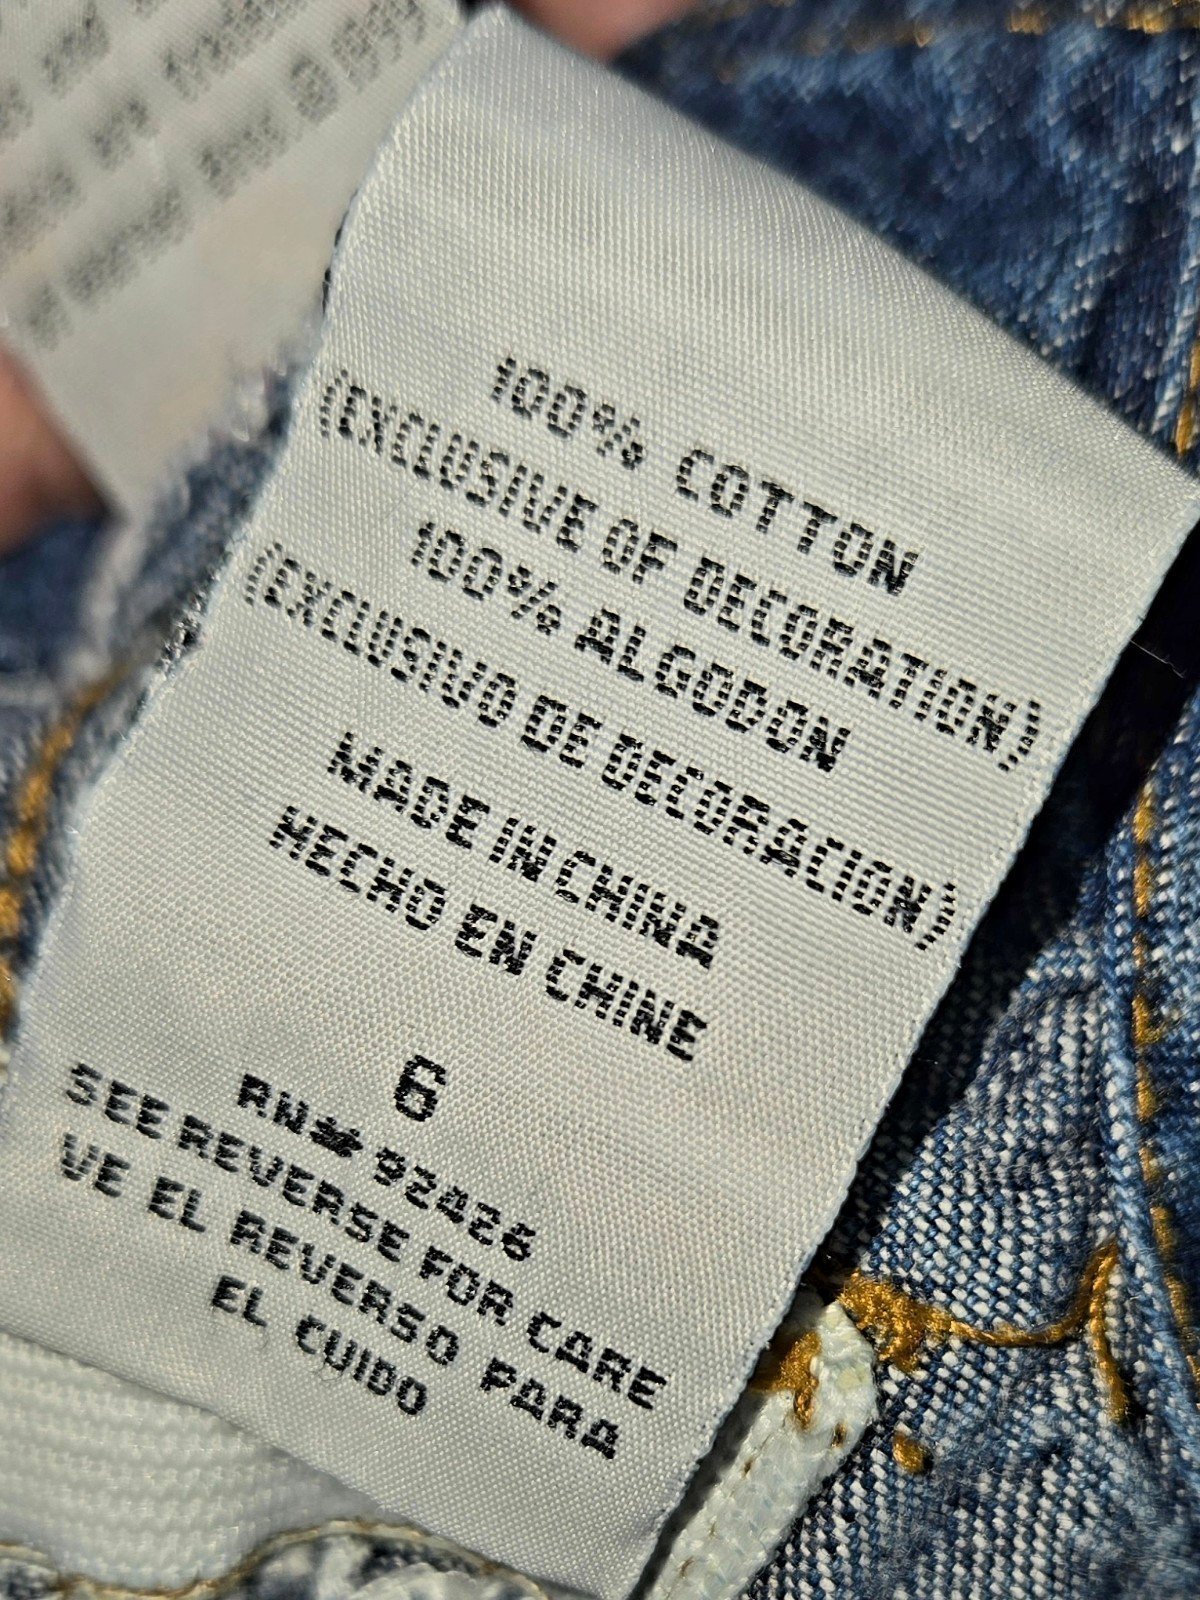 100% COTTON
(EXCLUSIVE OF DECORATION)
100% ALGODON
(EXCLUSIVO DE DECORACION)
MADE IN CHINA
HECHO EN CHINE
6
RN# 92426
SEE REVERSE FOR CARE
VE EL REVERSO PARA
EL CUIDO